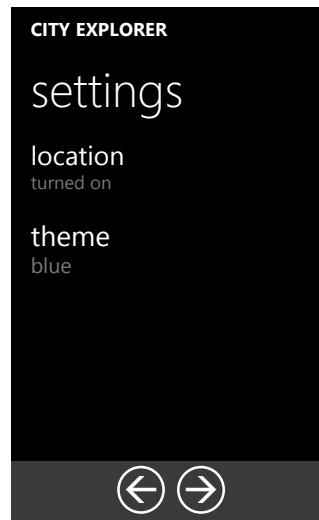 CITY EXPLORER
settings
location
turned on
theme
blue